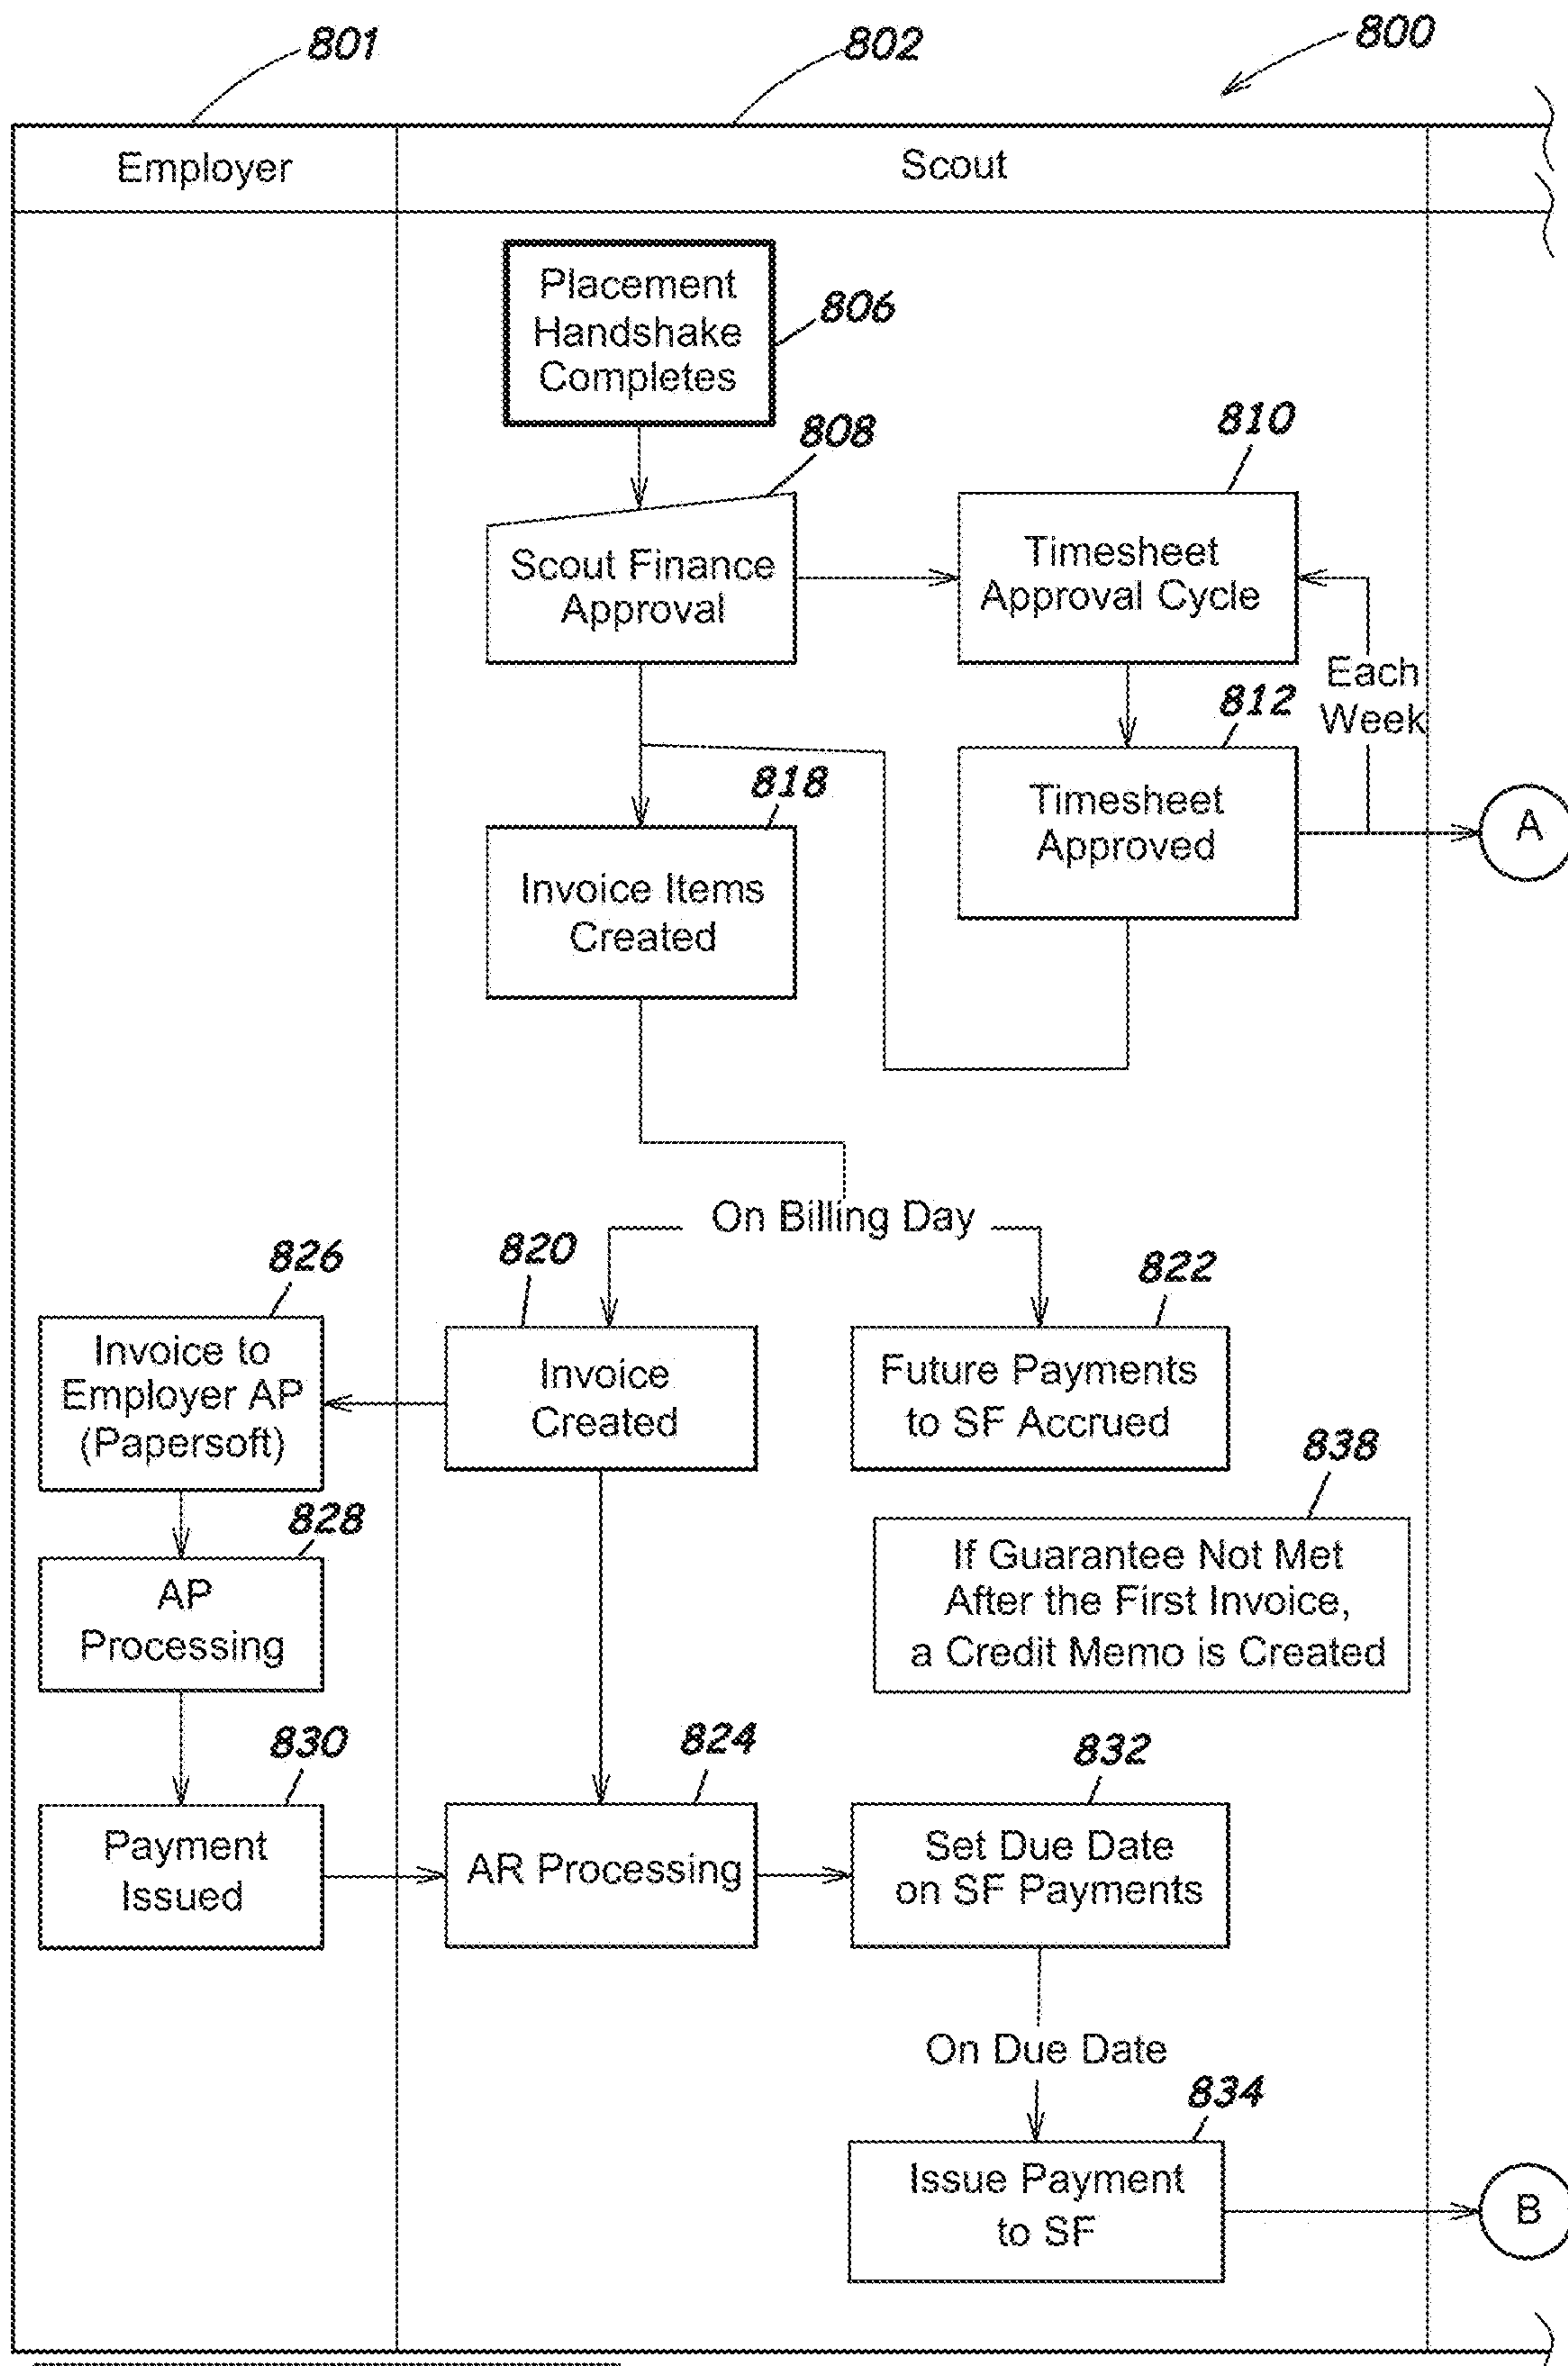 801
802
800
Employer
Scout
Placement
Handshake
Completes
806
808
810
Scout Finance
Approval
Timesheet
Approval Cycle
Each
Week
812
818
Timesheet
Approved
A
Invoice Items
Created
On Billing Day
826
820
822
Invoice to
Employer AP
(Papersoft)
Invoice
Created
Future Payments
to SF Accrued
838
828
If Guarantee Not Met
After the First Invoice,
a Credit Memo is Created
AP
Processing
830
824
832
Payment
Issued
AR Processing
Set Due Date
on SF Payments
On Due Date
834
Issue Payment
to SF
B